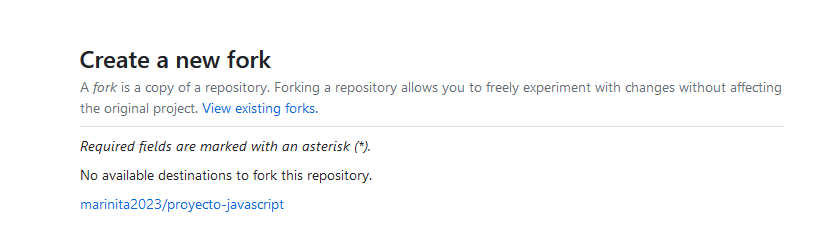 Create a new fork
A fork is a copy of a repository. Forking a repository allows you to freely experiment with changes without affecting
the original project. View existing forks.
Required fields are marked with an asterisk (*).
No available destinations to fork this repository.
marinita2023/proyecto-javascript